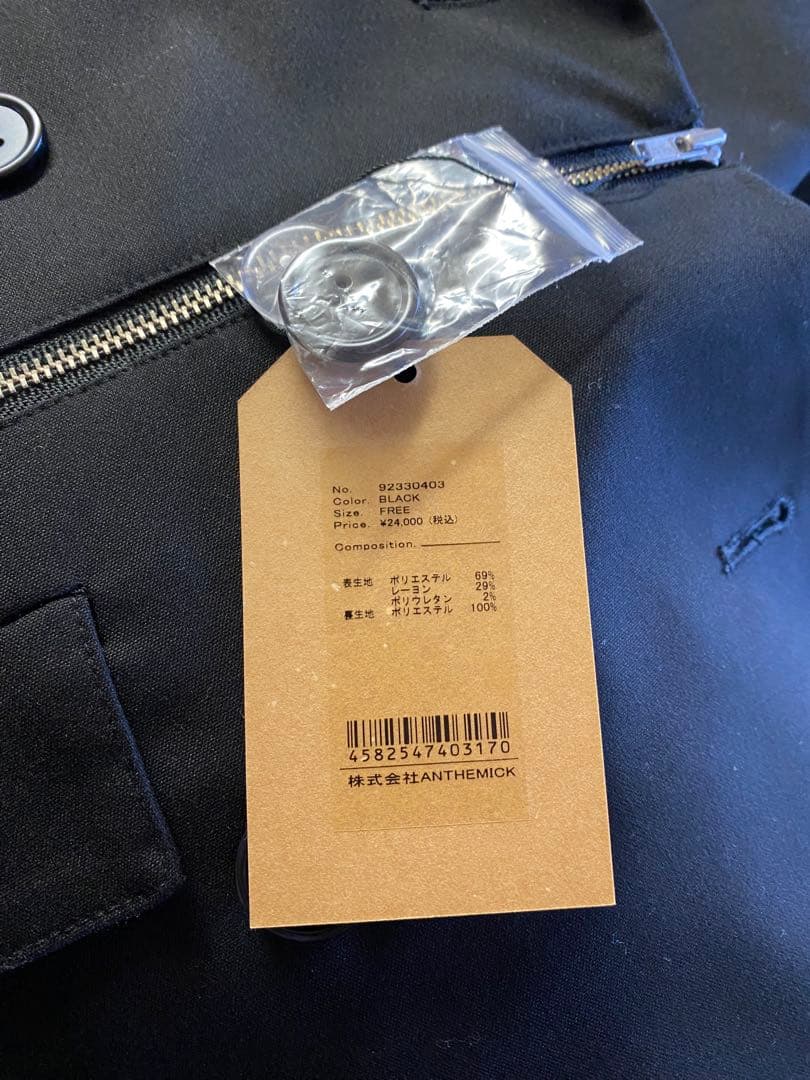 No. 92330403
Color. BLACK
Size. FREE
Price. ¥24,000（税込）
Composition.
表生地 ポリエステル 69%
レーヨン 29%
ポリウレタン 2%
裏生地 ポリエステル 100%
4582547403170
株式会社ANTHEMICK